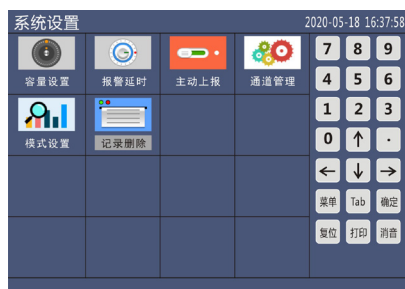 系统设置 2020-05-18 16:37:58
容量设置 报警延时 主动上报 通道管理
模式设置 记录删除
7 8 9
4 5 6
1 2 3
0 ↑ ·
← ↓ →
菜单 Tab 确定
复位 打印 消音